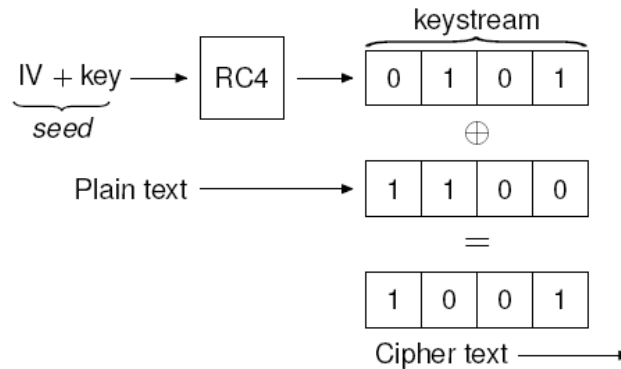 keystream
IV + key RC4 0 1 0 1
seed
⊕
Plain text 1 1 0 0
=
1 0 0 1
Cipher text